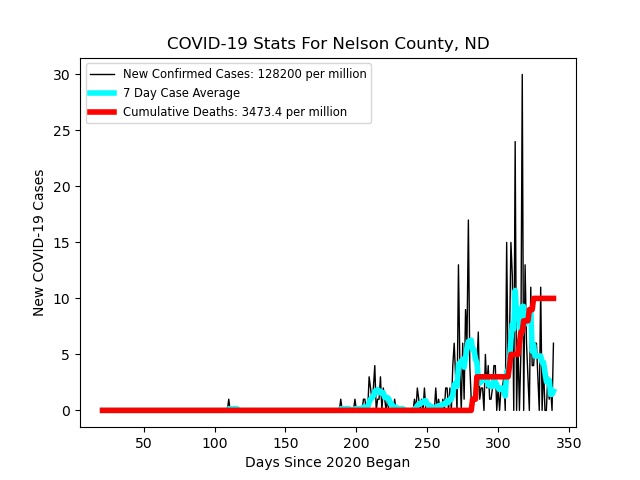 COVID-19 Stats For Nelson County, ND
New Confirmed Cases: 128200 per million
7 Day Case Average
Cumulative Deaths: 3473.4 per million
New COVID-19 Cases
30
25
20
15
10
5
0
50 100 150 200 250 300 350
Days Since 2020 Began